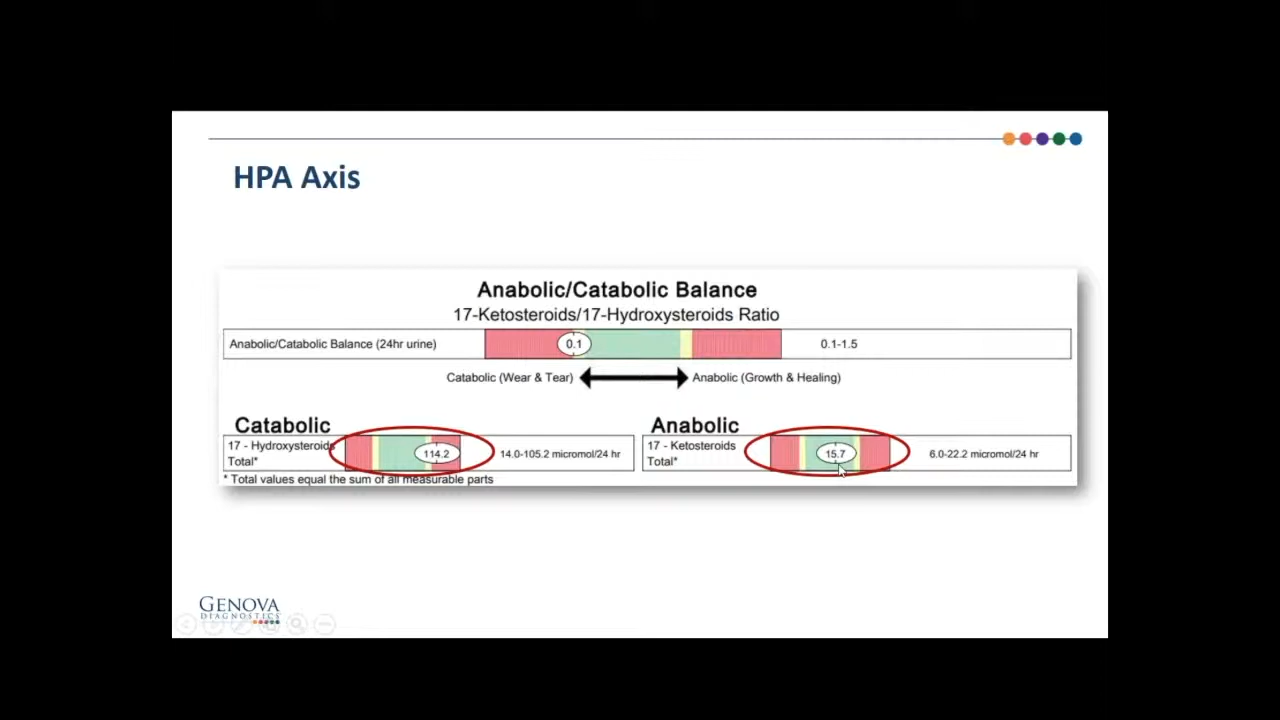 HPA Axis
Anabolic/Catabolic Balance
17-Ketosteroids/17-Hydroxysteroids Ratio
Anabolic/Catabolic Balance (24hr urine) 0.1 0.1-1.5
Catabolic (Wear & Tear) Anabolic (Growth & Healing)
Catabolic
17 - Hydroxysteroids
Total*
114.2 14.0-105.2 micromol/24 hr
* Total values equal the sum of all measurable parts
Anabolic
17 - Ketosteroids
Total*
15.7 6.0-22.2 micromol/24 hr
GENOVA
DIAGNOSTICS